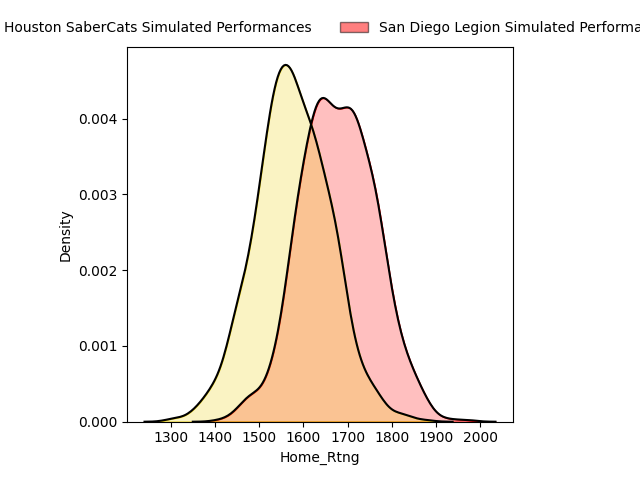 Houston SaberCats Simulated Performances San Diego Legion Simulated
0.004
0.003
0.002
0.001
0.000
Density
1300 1400 1500 1600 1700 1800 1900 2000
Home_Rtng